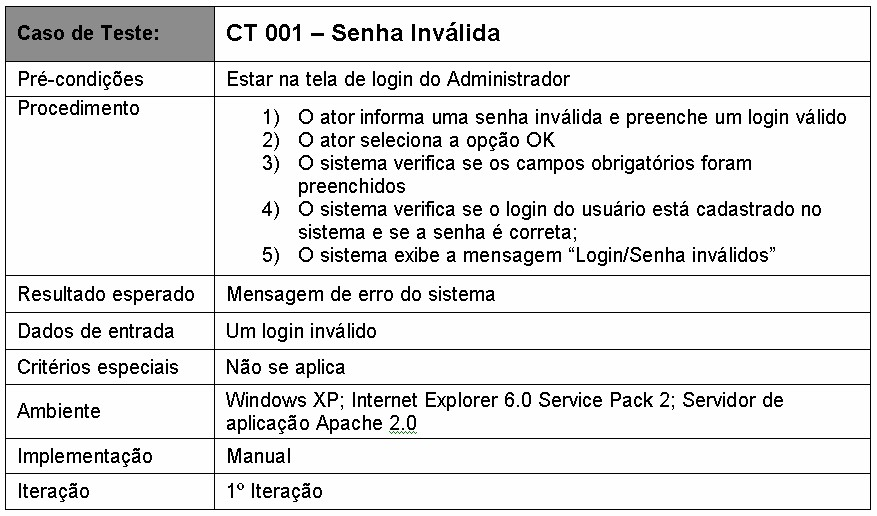 Caso de Teste: CT 001 – Senha Inválida
Pré-condições Estar na tela de login do Administrador
Procedimento
1) O ator informa uma senha inválida e preenche um login válido
2) O ator seleciona a opção OK
3) O sistema verifica se os campos obrigatórios foram
preenchidos
4) O sistema verifica se o login do usuário está cadastrado no
sistema e se a senha é correta;
5) O sistema exibe a mensagem “Login/Senha inválidos”
Resultado esperado Mensagem de erro do sistema
Dados de entrada Um login inválido
Critérios especiais Não se aplica
Ambiente Windows XP; Internet Explorer 6.0 Service Pack 2; Servidor de
aplicação Apache 2.0
Implementação Manual
Iteração 1º Iteração